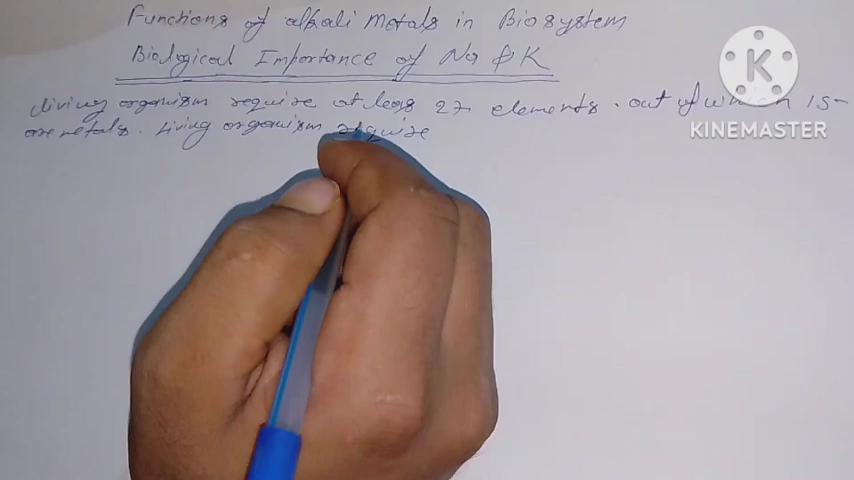 Functions of alkali Metals in Biosystem
Biological Importance of Na & K
Living organism require at leas 27 elements. out of which 15
are metals. Living organism require
K
KINEMASTER